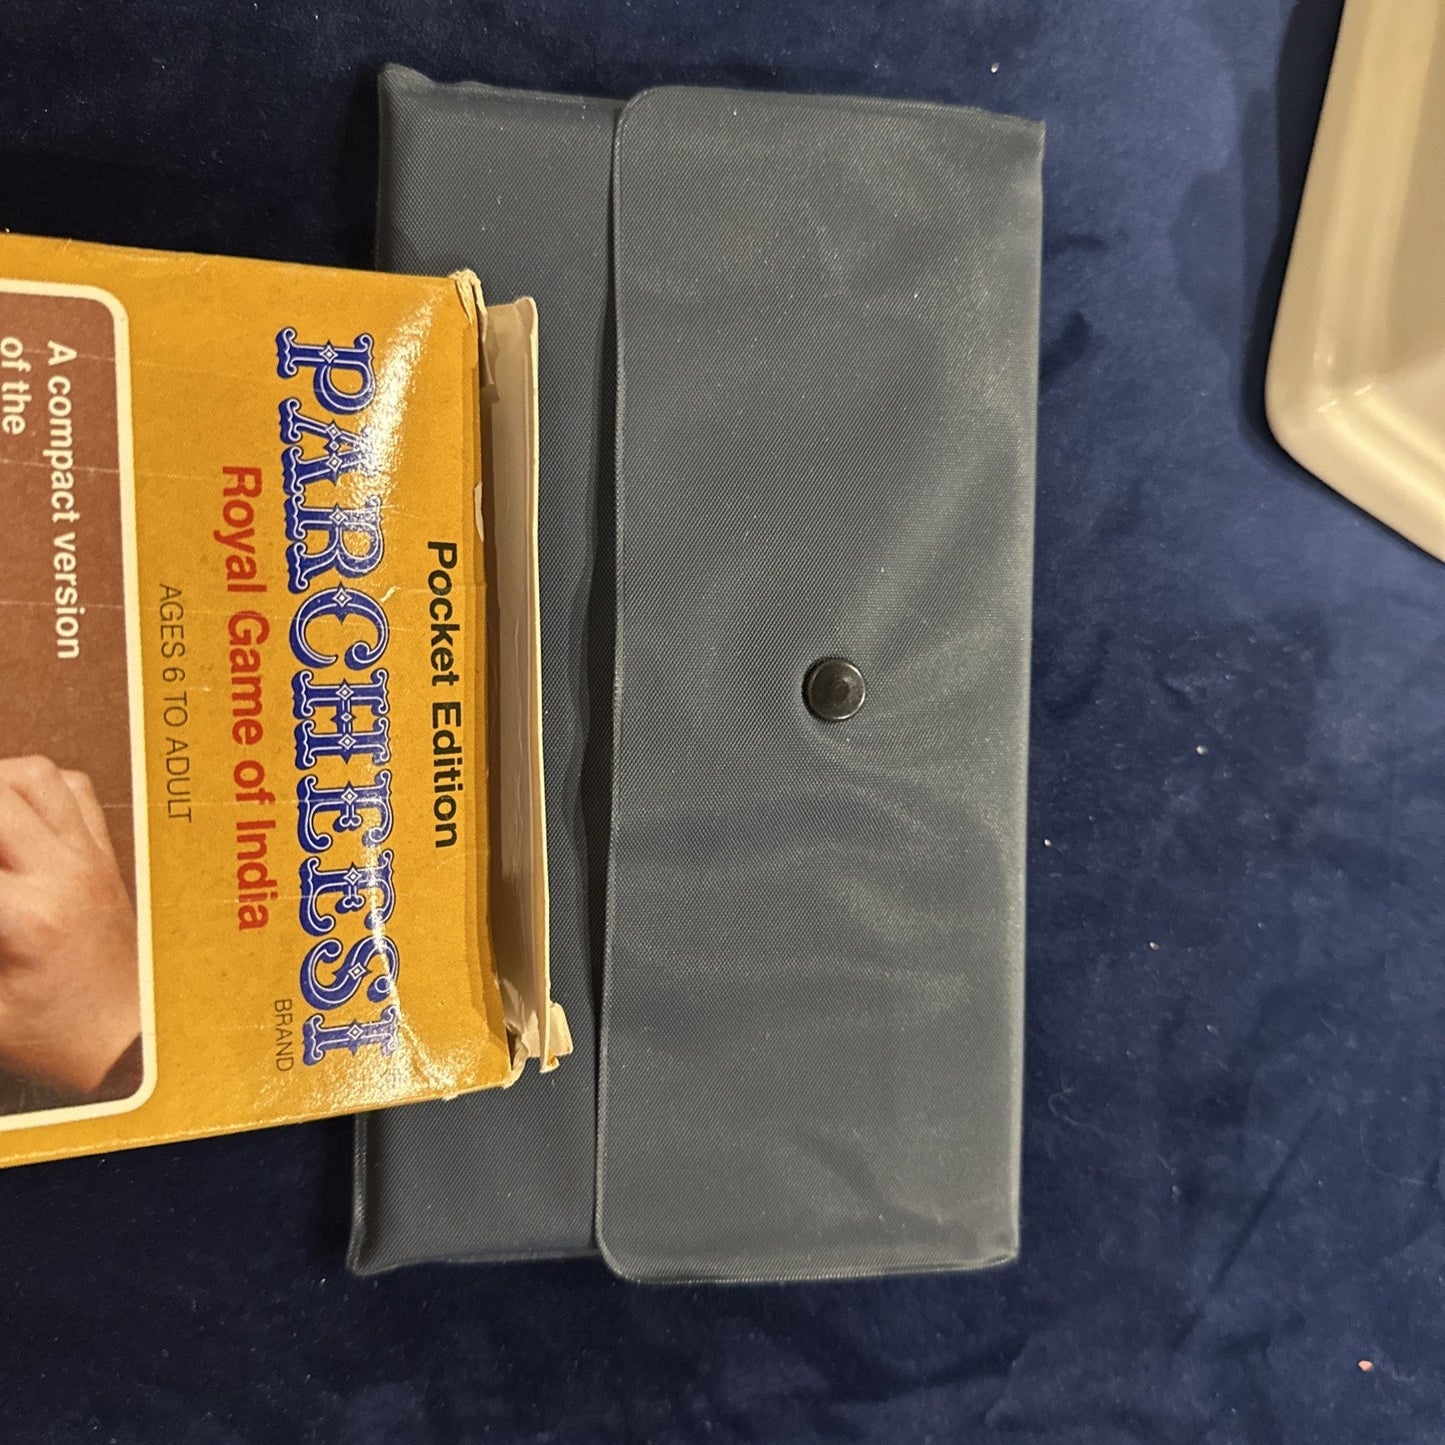 Pocket Edition
PARCHEESI
BRAND
Royal Game of India
AGES 6 TO ADULT
A compact version
of the